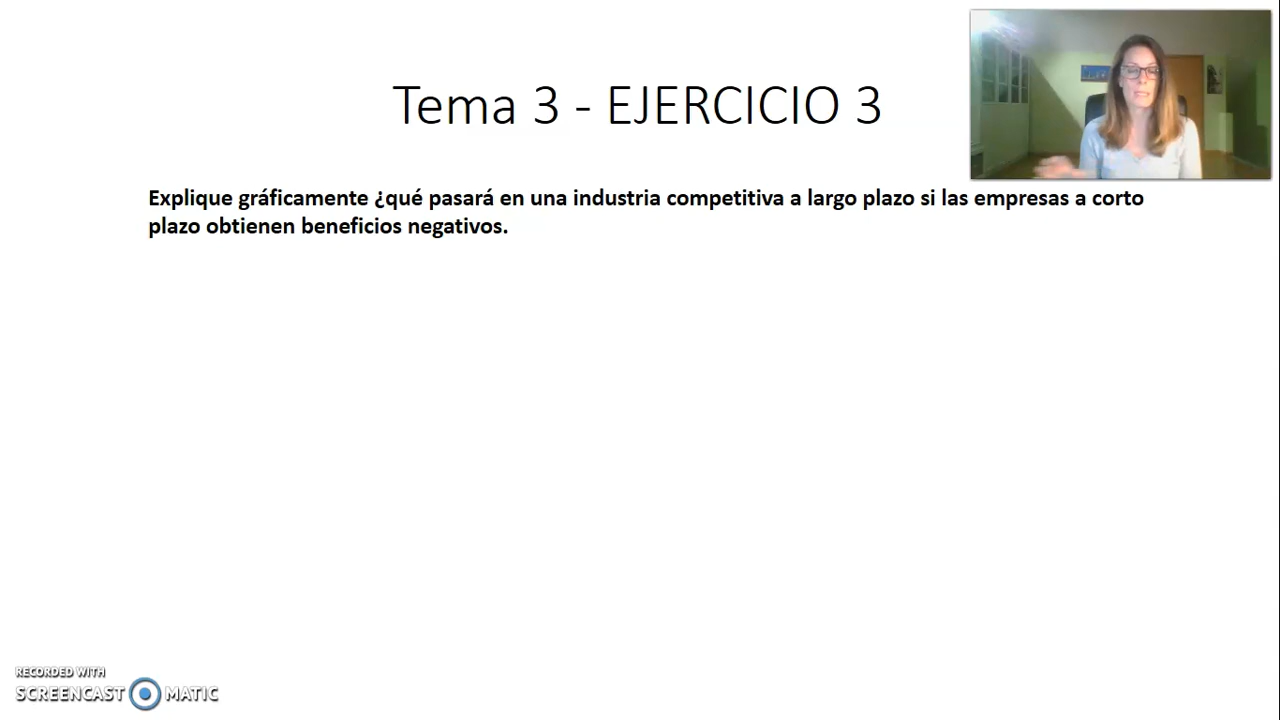 Tema 3 - EJERCICIO 3
Explique gráficamente ¿qué pasará en una industria competitiva a largo plazo si las empresas a corto
plazo obtienen beneficios negativos.
RECORDED WITH
SCREENCAST MATIC